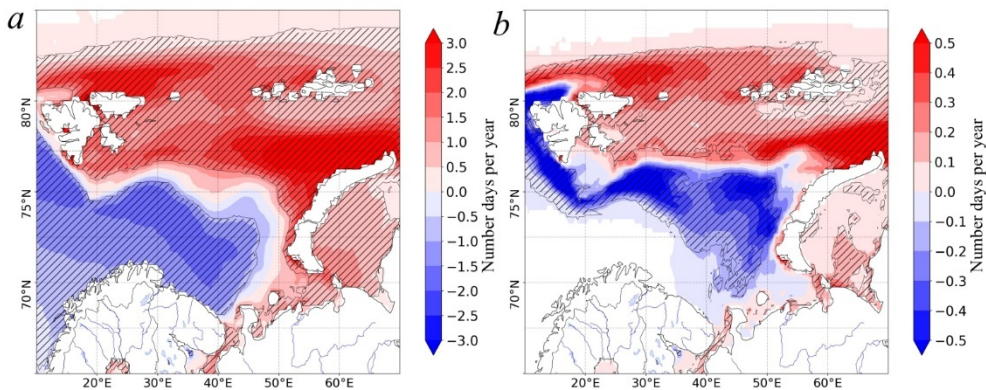 a
80°N
75°N
70°N
20°E 30°E 40°E 50°E 60°E
3.0
2.5
2.0
1.5
1.0
0.5
0.0
−0.5
−1.0
−1.5
−2.0
−2.5
−3.0
Number days per year
b
80°N
75°N
70°N
20°E 30°E 40°E 50°E 60°E
0.5
0.4
0.3
0.2
0.1
0.0
−0.1
−0.2
−0.3
−0.4
−0.5
Number days per year